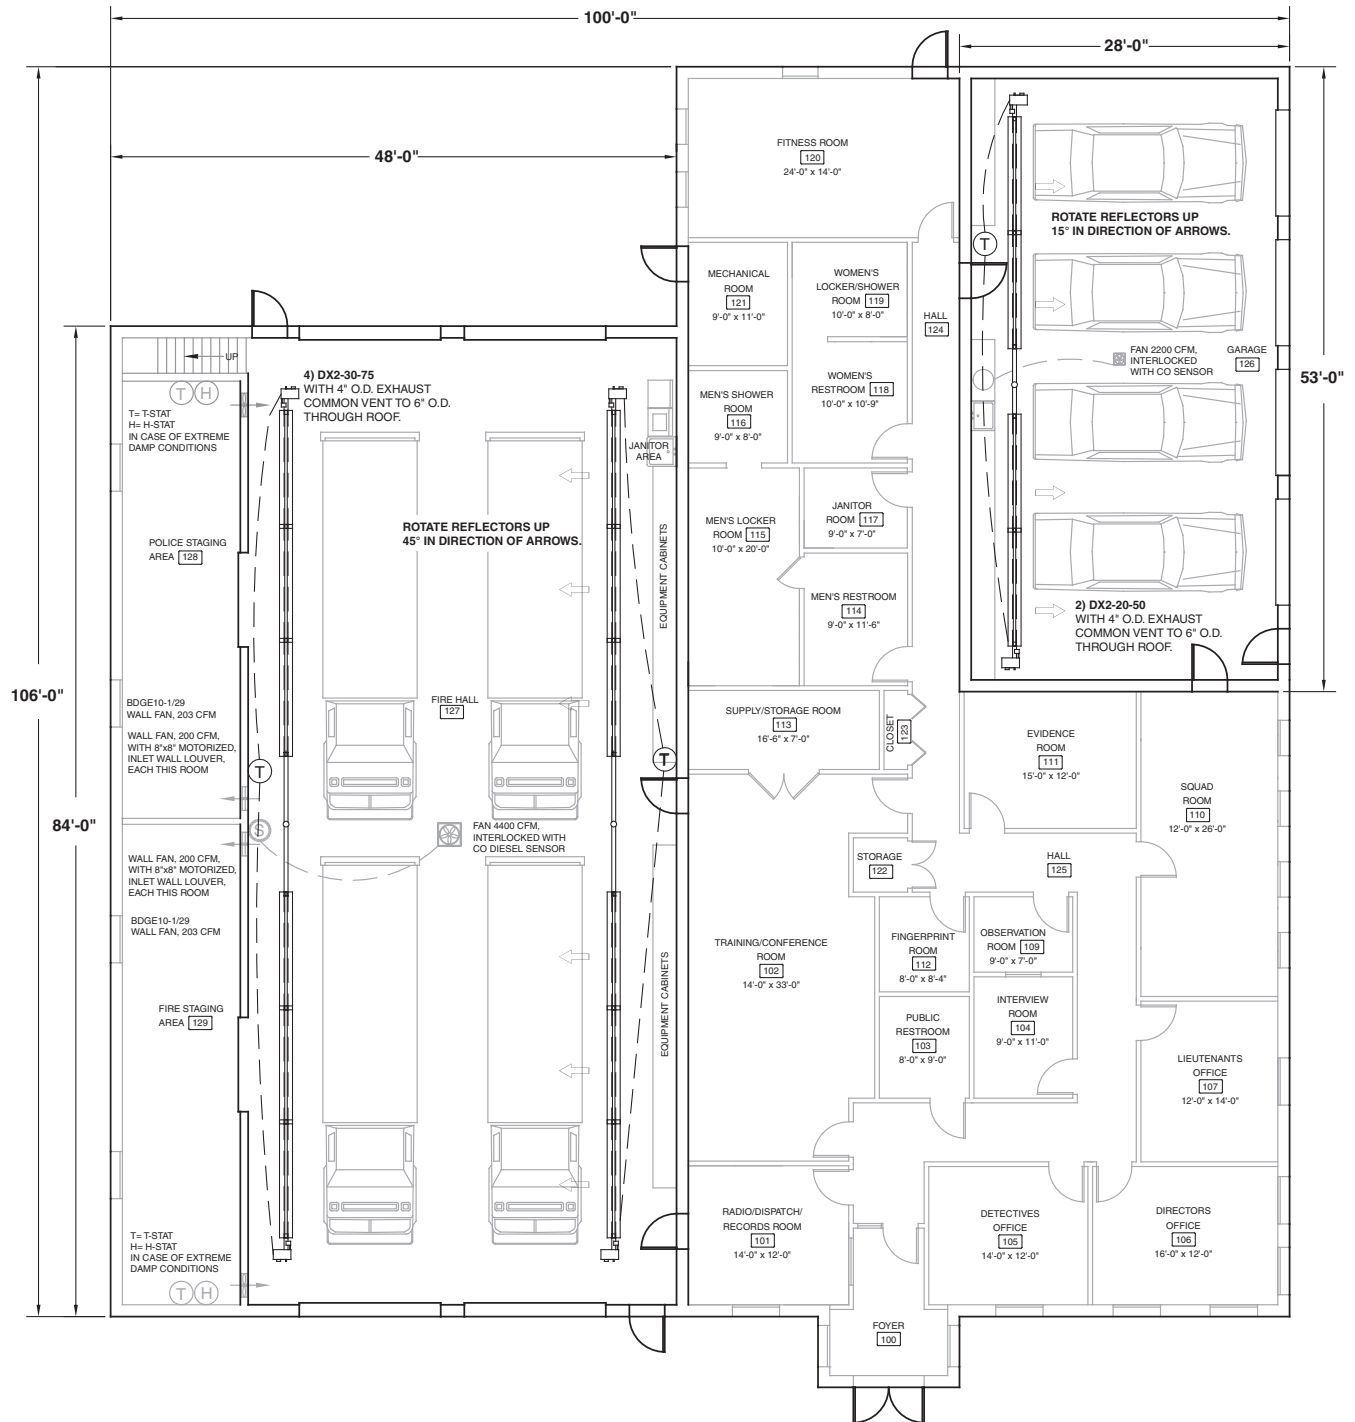 100'-0"
28'-0"
48'-0"
FITNESS ROOM
120
24'-0" x 14'-0"
ROTATE REFLECTORS UP
15° IN DIRECTION OF ARROWS.
T
MECHANICAL
ROOM
121
9'-0" x 11'-0"
WOMEN'S
LOCKER/SHOWER
ROOM 119
10'-0" x 8'-0"
HALL
124
FAN 2200 CFM,
INTERLOCKED
WITH CO SENSOR
GARAGE
126
53'-0"
UP
4) DX2-30-75
WITH 4" O.D. EXHAUST
COMMON VENT TO 6" O.D.
THROUGH ROOF.
T H
T= T-STAT
H= H-STAT
IN CASE OF EXTREME
DAMP CONDITIONS
WOMEN'S
RESTROOM 118
10'-0" x 10'-9"
MEN'S SHOWER
ROOM
116
9'-0" x 8'-0"
JANITOR
AREA
ROTATE REFLECTORS UP
45° IN DIRECTION OF ARROWS.
POLICE STAGING
AREA 128
EQUIPMENT CABINETS
MEN'S LOCKER
ROOM 115
10'-0" x 20'-0"
JANITOR
ROOM 117
9'-0" x 7'-0"
MEN'S RESTROOM
114
9'-0" x 11'-6"
2) DX2-20-50
WITH 4" O.D. EXHAUST
COMMON VENT TO 6" O.D.
THROUGH ROOF.
106'-0"
84'-0"
BDGE10-1/29
WALL FAN, 203 CFM
WALL FAN, 200 CFM,
WITH 8"x8" MOTORIZED,
INLET WALL LOUVER,
EACH THIS ROOM
T
FIRE HALL
127
T
SUPPLY/STORAGE ROOM
113
16'-6" x 7'-0"
CLOSET
123
EVIDENCE
ROOM
111
15'-0" x 12'-0"
SQUAD
ROOM
110
12'-0" x 26'-0"
S
FAN 4400 CFM,
INTERLOCKED WITH
CO DIESEL SENSOR
WALL FAN, 200 CFM,
WITH 8"x8" MOTORIZED,
INLET WALL LOUVER,
EACH THIS ROOM
BDGE10-1/29
WALL FAN, 203 CFM
STORAGE
122
HALL
125
TRAINING/CONFERENCE
ROOM
102
14'-0" x 33'-0"
FINGERPRINT
ROOM
112
8'-0" x 8'-4"
OBSERVATION
ROOM 109
9'-0" x 7'-0"
EQUIPMENT CABINETS
FIRE STAGING
AREA 129
PUBLIC
RESTROOM
103
8'-0" x 9'-0"
INTERVIEW
ROOM
104
9'-0" x 11'-0"
LIEUTENANTS
OFFICE
107
12'-0" x 14'-0"
RADIO/DISPATCH/
RECORDS ROOM
101
14'-0" x 12'-0"
DETECTIVES
OFFICE
105
14'-0" x 12'-0"
DIRECTORS
OFFICE
106
16'-0" x 12'-0"
T= T-STAT
H= H-STAT
IN CASE OF EXTREME
DAMP CONDITIONS
T H
FOYER
100